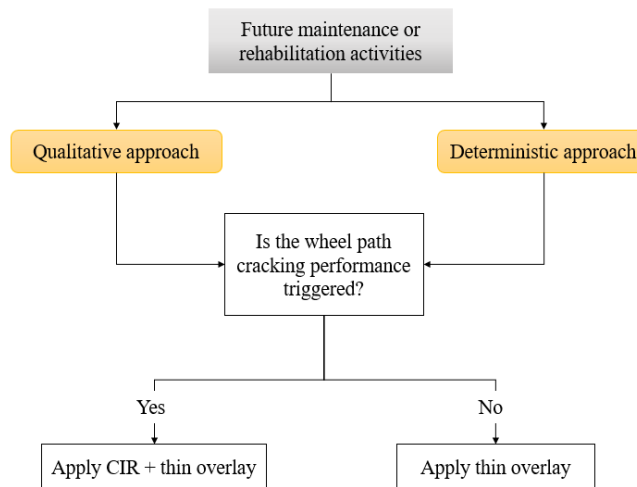 Future maintenance or
rehabilitation activities
Qualitative approach
Deterministic approach
Is the wheel path
cracking performance
triggered?
Yes
No
Apply CIR + thin overlay
Apply thin overlay